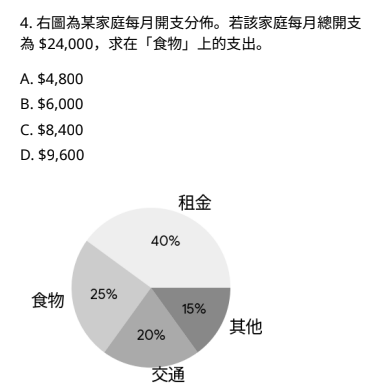 4. 右圖為某家庭每月開支分佈。若該家庭每月總開支
為 $24,000，求在「食物」上的支出。
A. $4,800
B. $6,000
C. $8,400
D. $9,600
租金
40%
食物
25%
15%
其他
20%
交通